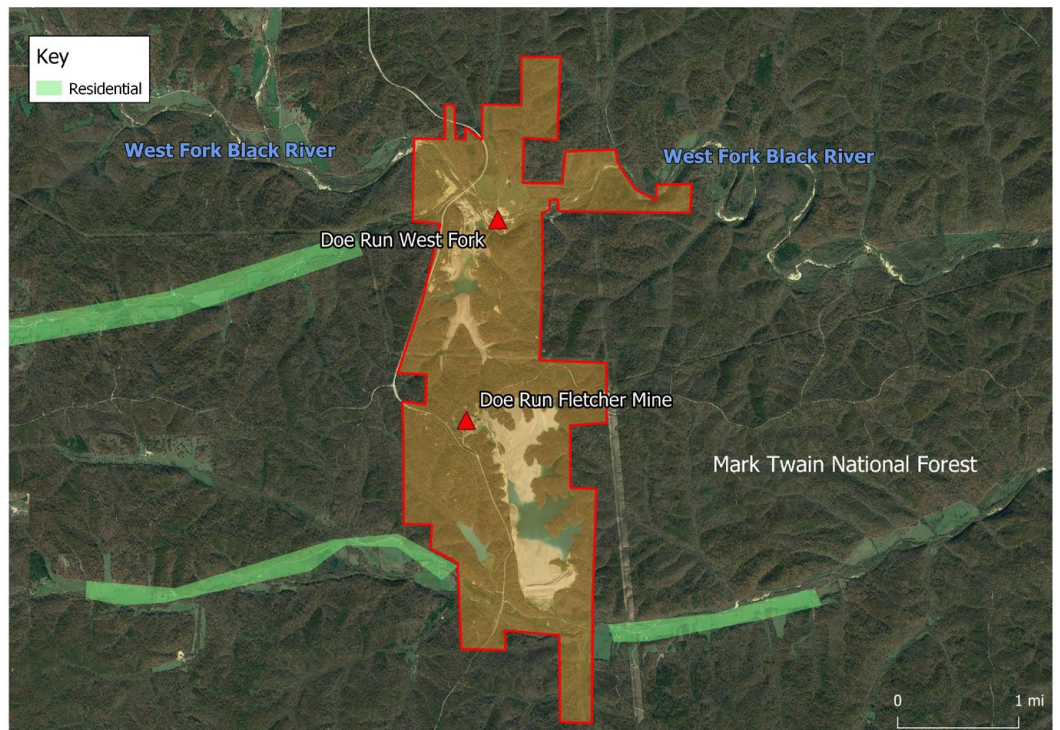 Key
Residential
West Fork Black River
West Fork Black River
Doe Run West Fork
Doe Run Fletcher Mine
Mark Twain National Forest
0 1 mi